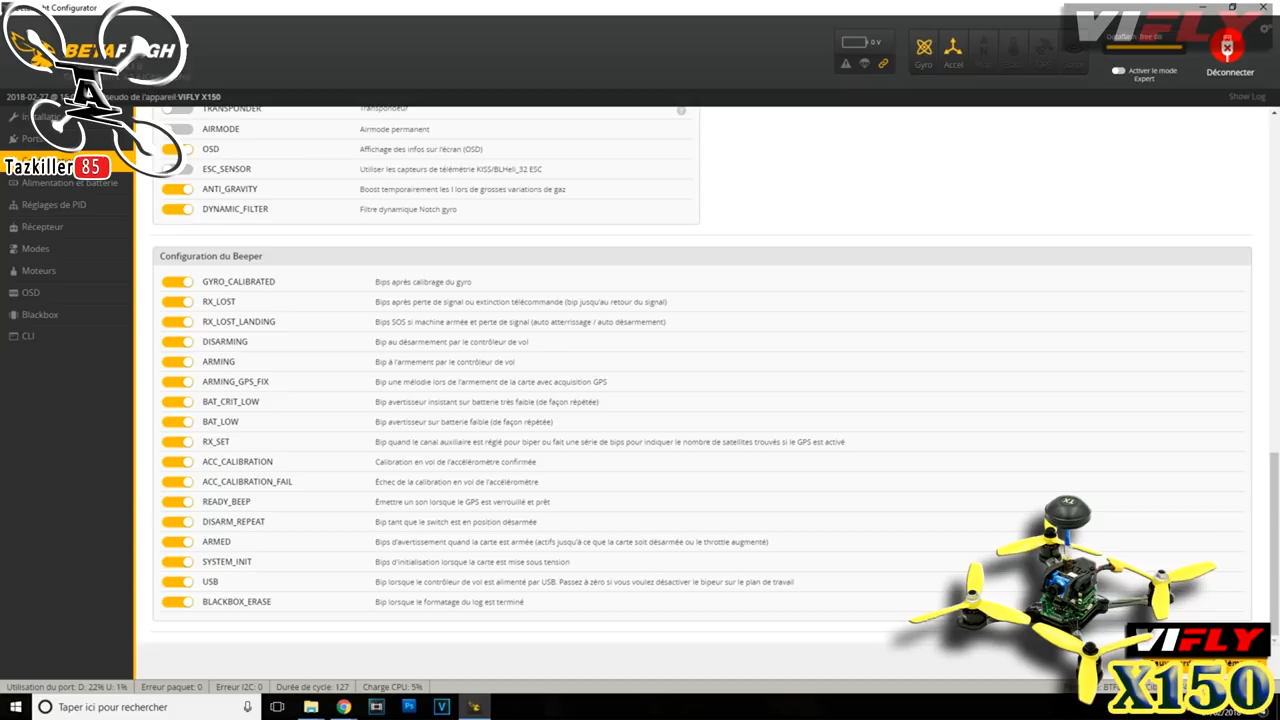 Configurator
VIFLY
BETAFLIGHT
0 V
Gyro
Accel
Activer le mode
Expert
Déconnecter
2018-02-27 @ 16
seudo de l'appareil:VIFLY X150
Show Log
A
Tazkiller 85
Ports
Alimentation et batterie
Réglages de PID
Récepteur
Modes
Moteurs
OSD
Blackbox
CLI
TRANSPONDER Transpondeur
AIRMODE Airmode permanent
OSD Affichage des infos sur l'écran (OSD)
ESC_SENSOR Utiliser les capteurs de télémétrie KISS/BLHeli_32 ESC
ANTI_GRAVITY Boost temporairement les I lors de grosses variations de gaz
DYNAMIC_FILTER Filtre dynamique Notch gyro
Configuration du Beeper
GYRO_CALIBRATED Bips après calibrage du gyro
RX_LOST Bips après perte de signal ou extinction télécommande (bip jusqu'au retour du signal)
RX_LOST_LANDING Bips SOS si machine armée et perte de signal (auto atterrissage / auto désarmement)
DISARMING Bip au désarmement par le contrôleur de vol
ARMING Bip à l'armement par le contrôleur de vol
ARMING_GPS_FIX Bip une mélodie lors de l'armement de la carte avec acquisition GPS
BAT_CRIT_LOW Bip avertisseur insistant sur batterie très faible (de façon répétée)
BAT_LOW Bip avertisseur sur batterie faible (de façon répétée)
RX_SET Bip quand le canal auxiliaire est réglé pour biper ou fait une série de bips pour indiquer le nombre de satellites trouvés si le GPS est activé
ACC_CALIBRATION Calibration en vol de l'accéléromètre confirmée
ACC_CALIBRATION_FAIL Échec de la calibration en vol de l'accéléromètre
READY_BEEP Émettre un son lorsque le GPS est verrouillé et prêt
DISARM_REPEAT Bip tant que le switch est en position désarmée
ARMED Bips d'avertissement quand la carte est armée (actifs jusqu'à ce que la carte soit désarmée ou le throttle augmenté)
SYSTEM_INIT Bips d'initialisation lorsque la carte est mise sous tension
USB Bip lorsque le contrôleur de vol est alimenté par USB. Passez à zéro si vous voulez désactiver le bipeur sur le plan de travail
BLACKBOX_ERASE Bip lorsque le formatage du log est terminé
TX
VIFLY
X150
Utilisation du port: D: 22% U: 1% Erreur paquet: 0 Erreur I2C: 0 Durée de cycle: 127 Charge CPU: 5%
Taper ici pour rechercher